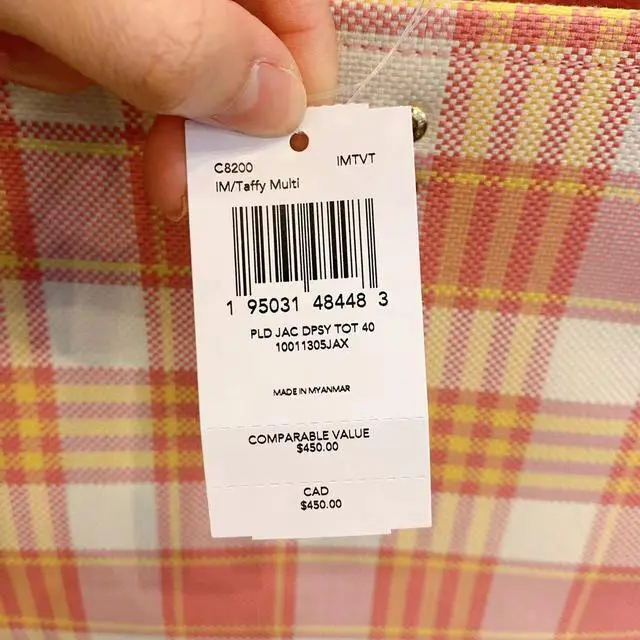 C8200 IMTVT
IM/Taffy Multi
1 95031 48448 3
PLD JAC DPSY TOT 40
10011305JAX
MADE IN MYANMAR
COMPARABLE VALUE
$450.00
CAD
$450.00